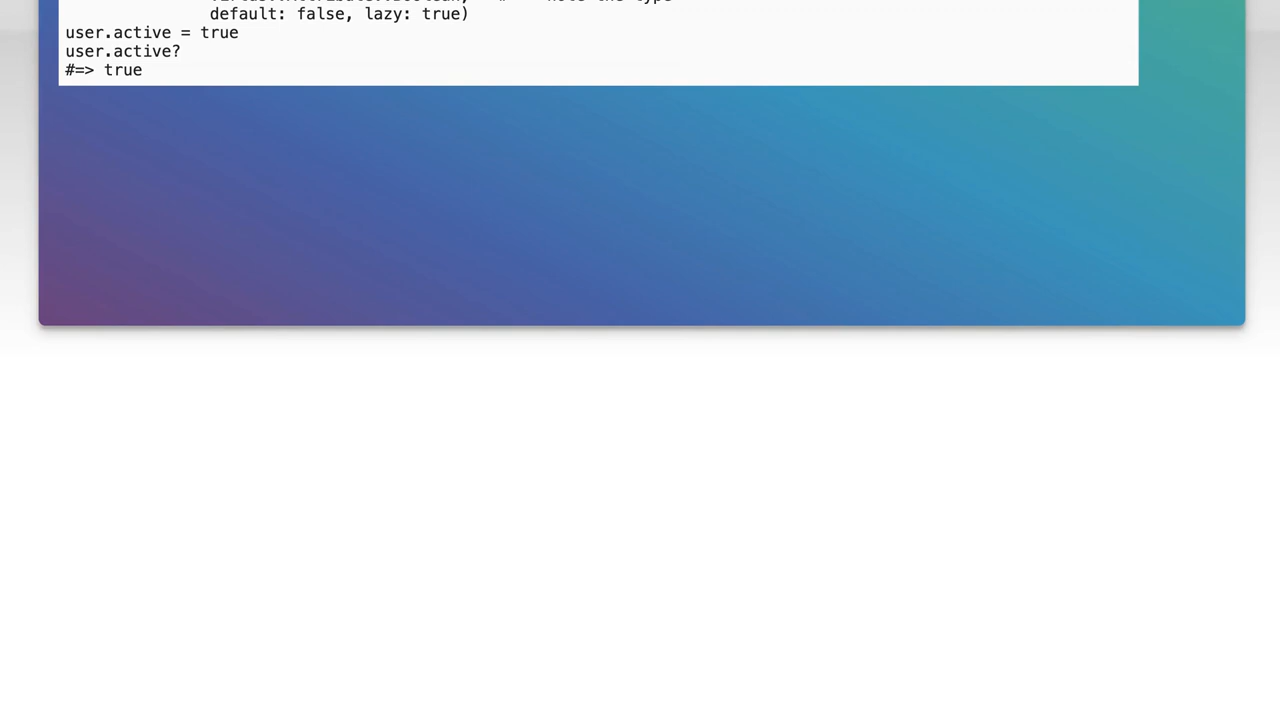 default: false, lazy: true)
user.active = true
user.active?
#=> true